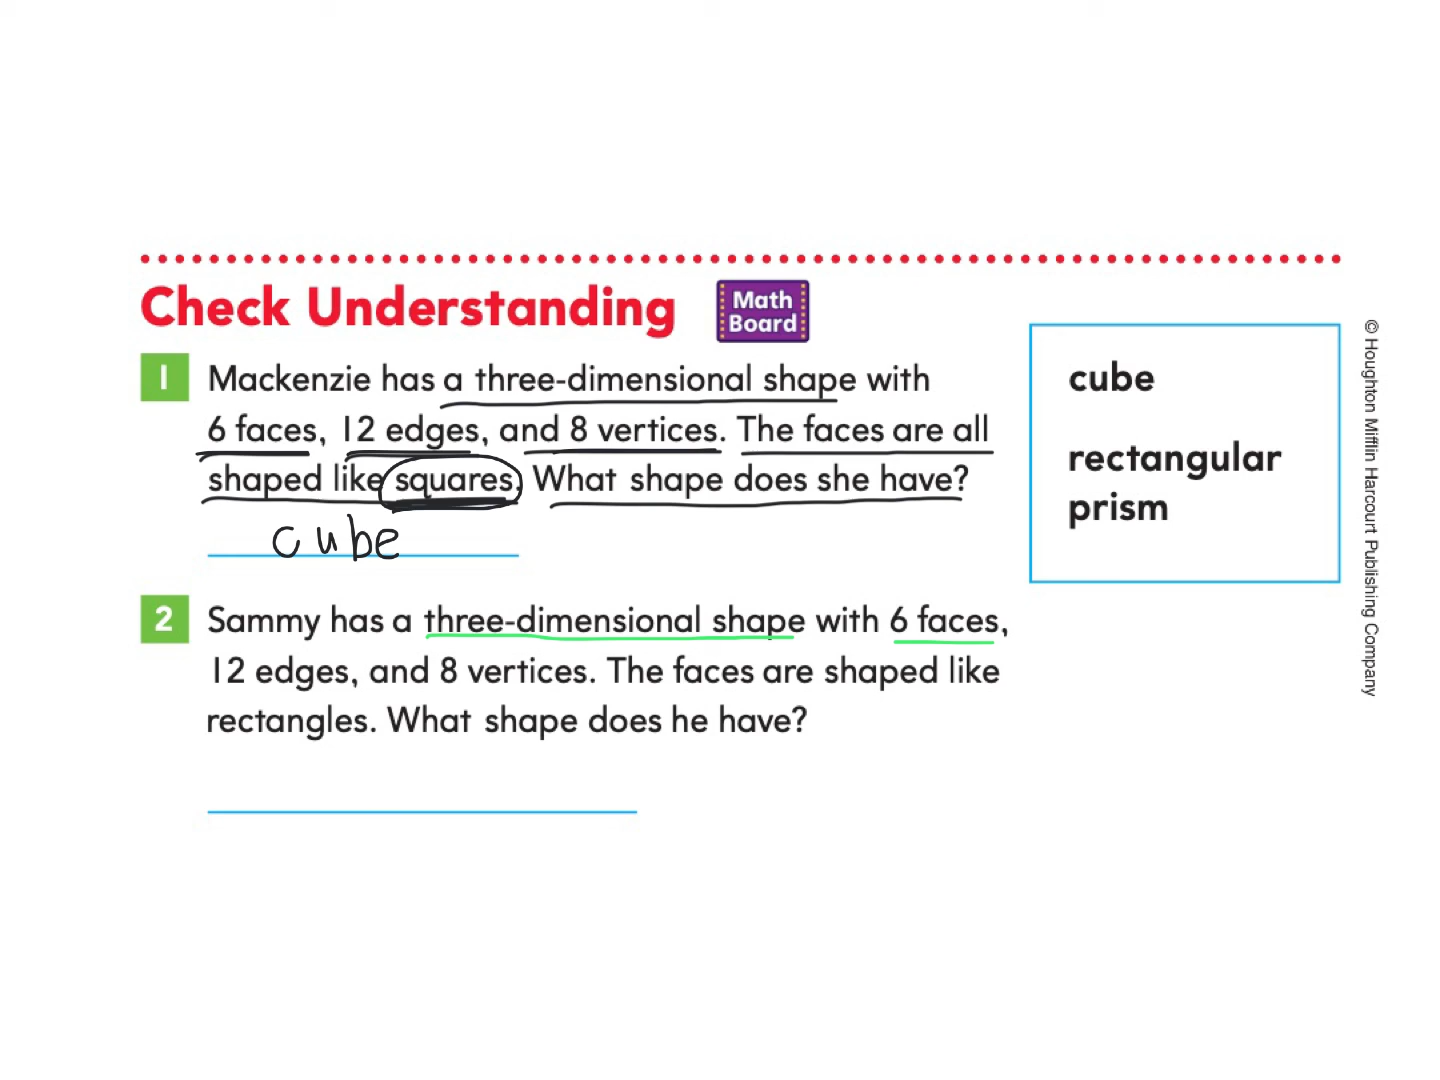 Check Understanding
Math
Board
1 Mackenzie has a three-dimensional shape with
6 faces, 12 edges, and 8 vertices. The faces are all
shaped like squares. What shape does she have?
cube
2 Sammy has a three-dimensional shape with 6 faces,
12 edges, and 8 vertices. The faces are shaped like
rectangles. What shape does he have?
cube
rectangular
prism
© Houghton Mifflin Harcourt Publishing Company